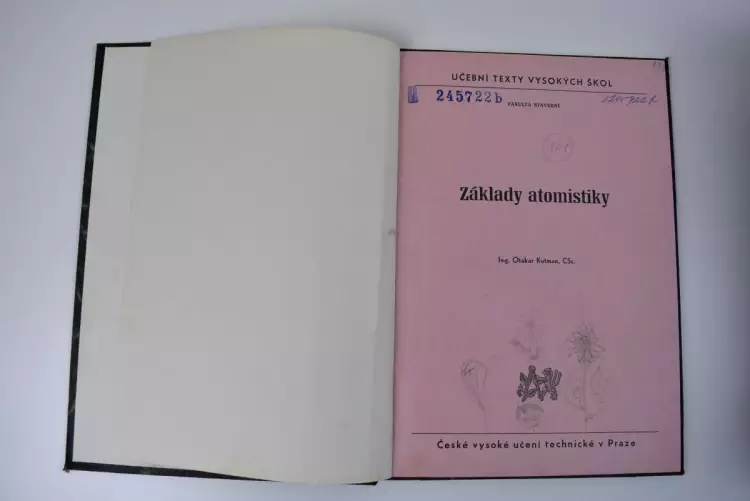 UČEBNÍ TEXTY VYSOKÝCH ŠKOL
245722b FAKULTA STAVEBNÍ
Základy atomistiky
Ing. Otakar Kutman, CSc.
České vysoké učení technické v Praze